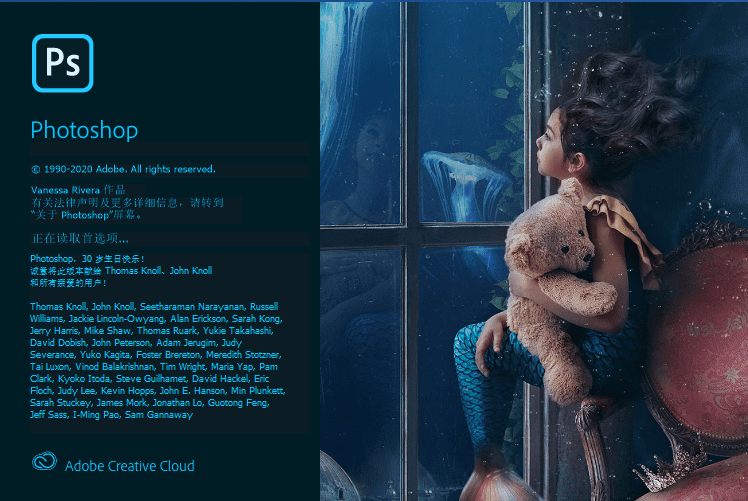 Ps
Photoshop
© 1990-2020 Adobe. All rights reserved.
Vanessa Rivera 作品
有关法律声明及更多详细信息，请转到
“关于 Photoshop”屏幕。
正在读取首选项...
Photoshop，30 岁生日快乐！
诚意将此版本献给 Thomas Knoll、John Knoll
和所有亲爱的用户！
Thomas Knoll, John Knoll, Seetharaman Narayanan, Russell
Williams, Jackie Lincoln-Owyang, Alan Erickson, Sarah Kong,
Jerry Harris, Mike Shaw, Thomas Ruark, Yukie Takahashi,
David Dobish, John Peterson, Adam Jerugim, Judy
Severance, Yuko Kagita, Foster Brereton, Meredith Stotzner,
Tai Luxon, Vinod Balakrishnan, Tim Wright, Maria Yap, Pam
Clark, Kyoko Itoda, Steve Guilhamet, David Hackel, Eric
Floch, Judy Lee, Kevin Hopps, John E. Hanson, Min Plunkett,
Sarah Stuckey, James Mork, Jonathan Lo, Guotong Feng,
Jeff Sass, I-Ming Pao, Sam Gannaway
Adobe Creative Cloud